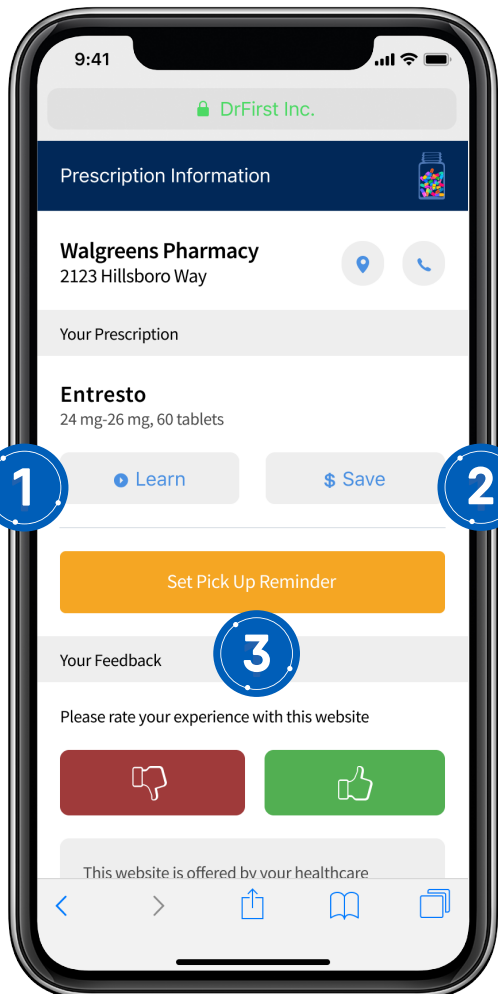 9:41
DrFirst Inc.
Prescription Information
Walgreens Pharmacy
2123 Hillsboro Way
Your Prescription
Entresto
24 mg-26 mg, 60 tablets
1
Learn
$ Save
2
Set Pick Up Reminder
3
Your Feedback
Please rate your experience with this website
This website is offered by your healthcare